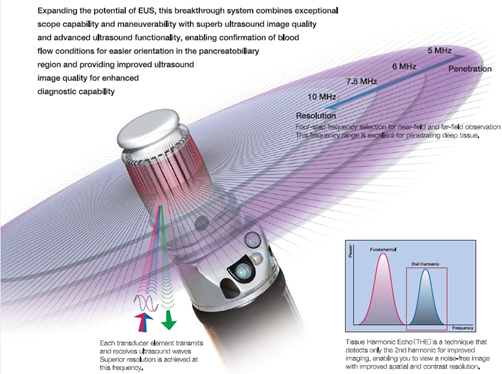 Expanding the potential of EUS, this breakthrough system combines exceptional
scope capability and maneuverability with superb ultrasound image quality
and advanced ultrasound functionality, enabling confirmation of blood
flow conditions for easier orientation in the pancreatobiliary
region and providing improved ultrasound
image quality for enhanced
diagnostic capability
5 MHz
Penetration
6 MHz
7.5 MHz
10 MHz
Resolution
Four-step frequency selection for near-field and far-field observation
This frequency range is excellent for penetrating deep tissue.
Power
Fundamental
2nd Harmonic
Frequency
Each transducer element transmits
and receives ultrasound waves
Superior resolution is achieved at
this frequency.
Tissue Harmonic Echo (THE) is a technique that
detects only the 2nd harmonic for improved
imaging, enabling you to view a noise-free image
with improved spatial and contrast resolution.